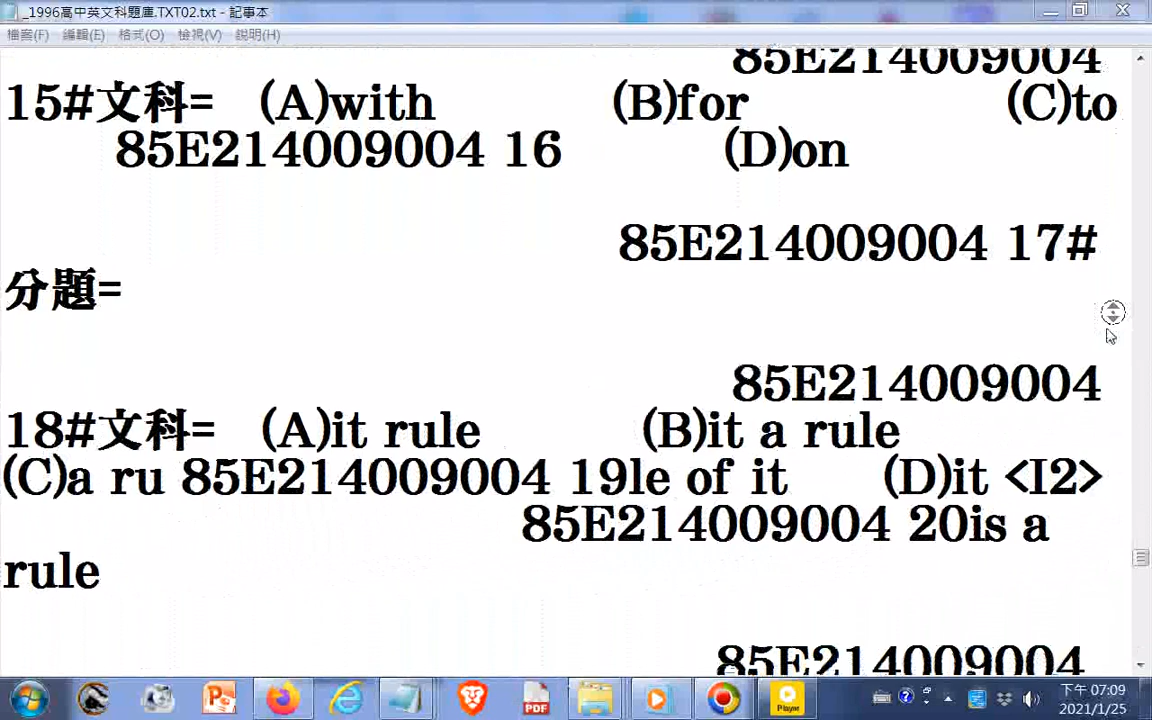 _1996高中英文科題庫.TXT02.txt - 記事本
檔案(F) 編輯(E) 格式(O) 檢視(V) 說明(H)
85E214009004
15#文科= (A)with (B)for (C)to
85E214009004 16 (D)on
85E214009004 17#
分題=
85E214009004
18#文科= (A)it rule (B)it a rule
(C)a ru 85E214009004 19le of it (D)it <I2>
85E214009004 20is a
rule
85E214009004
PDF
Player
下午 07:09
2021/1/25